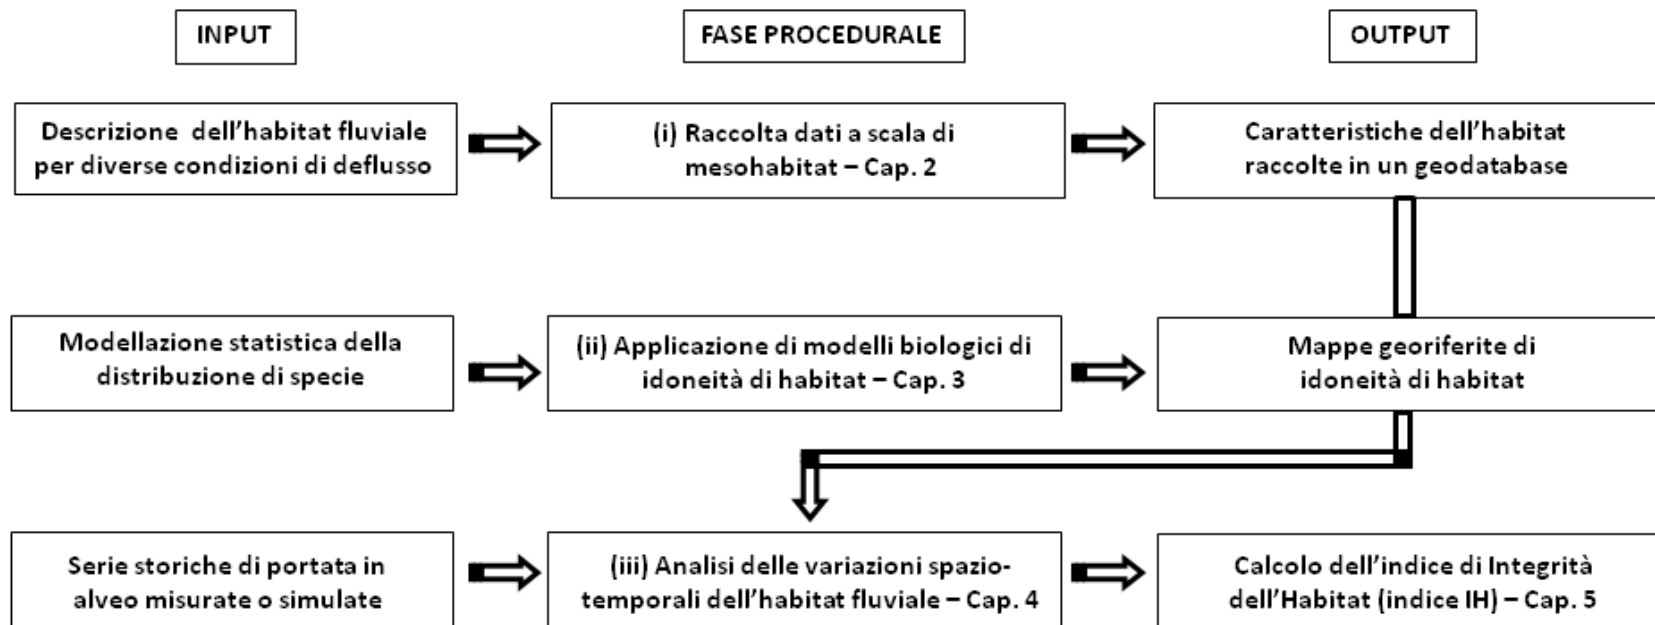 INPUT
FASE PROCEDURALE
OUTPUT
Descrizione dell'habitat fluviale
per diverse condizioni di deflusso
(i) Raccolta dati a scala di
mesohabitat – Cap. 2
Caratteristiche dell'habitat
raccolte in un geodatabase
Modellazione statistica della
distribuzione di specie
(ii) Applicazione di modelli biologici di
idoneità di habitat – Cap. 3
Mappe georiferite di
idoneità di habitat
Serie storiche di portata in
alveo misurate o simulate
(iii) Analisi delle variazioni spazio-
temporali dell'habitat fluviale – Cap. 4
Calcolo dell'indice di Integrità
dell'Habitat (indice IH) – Cap. 5